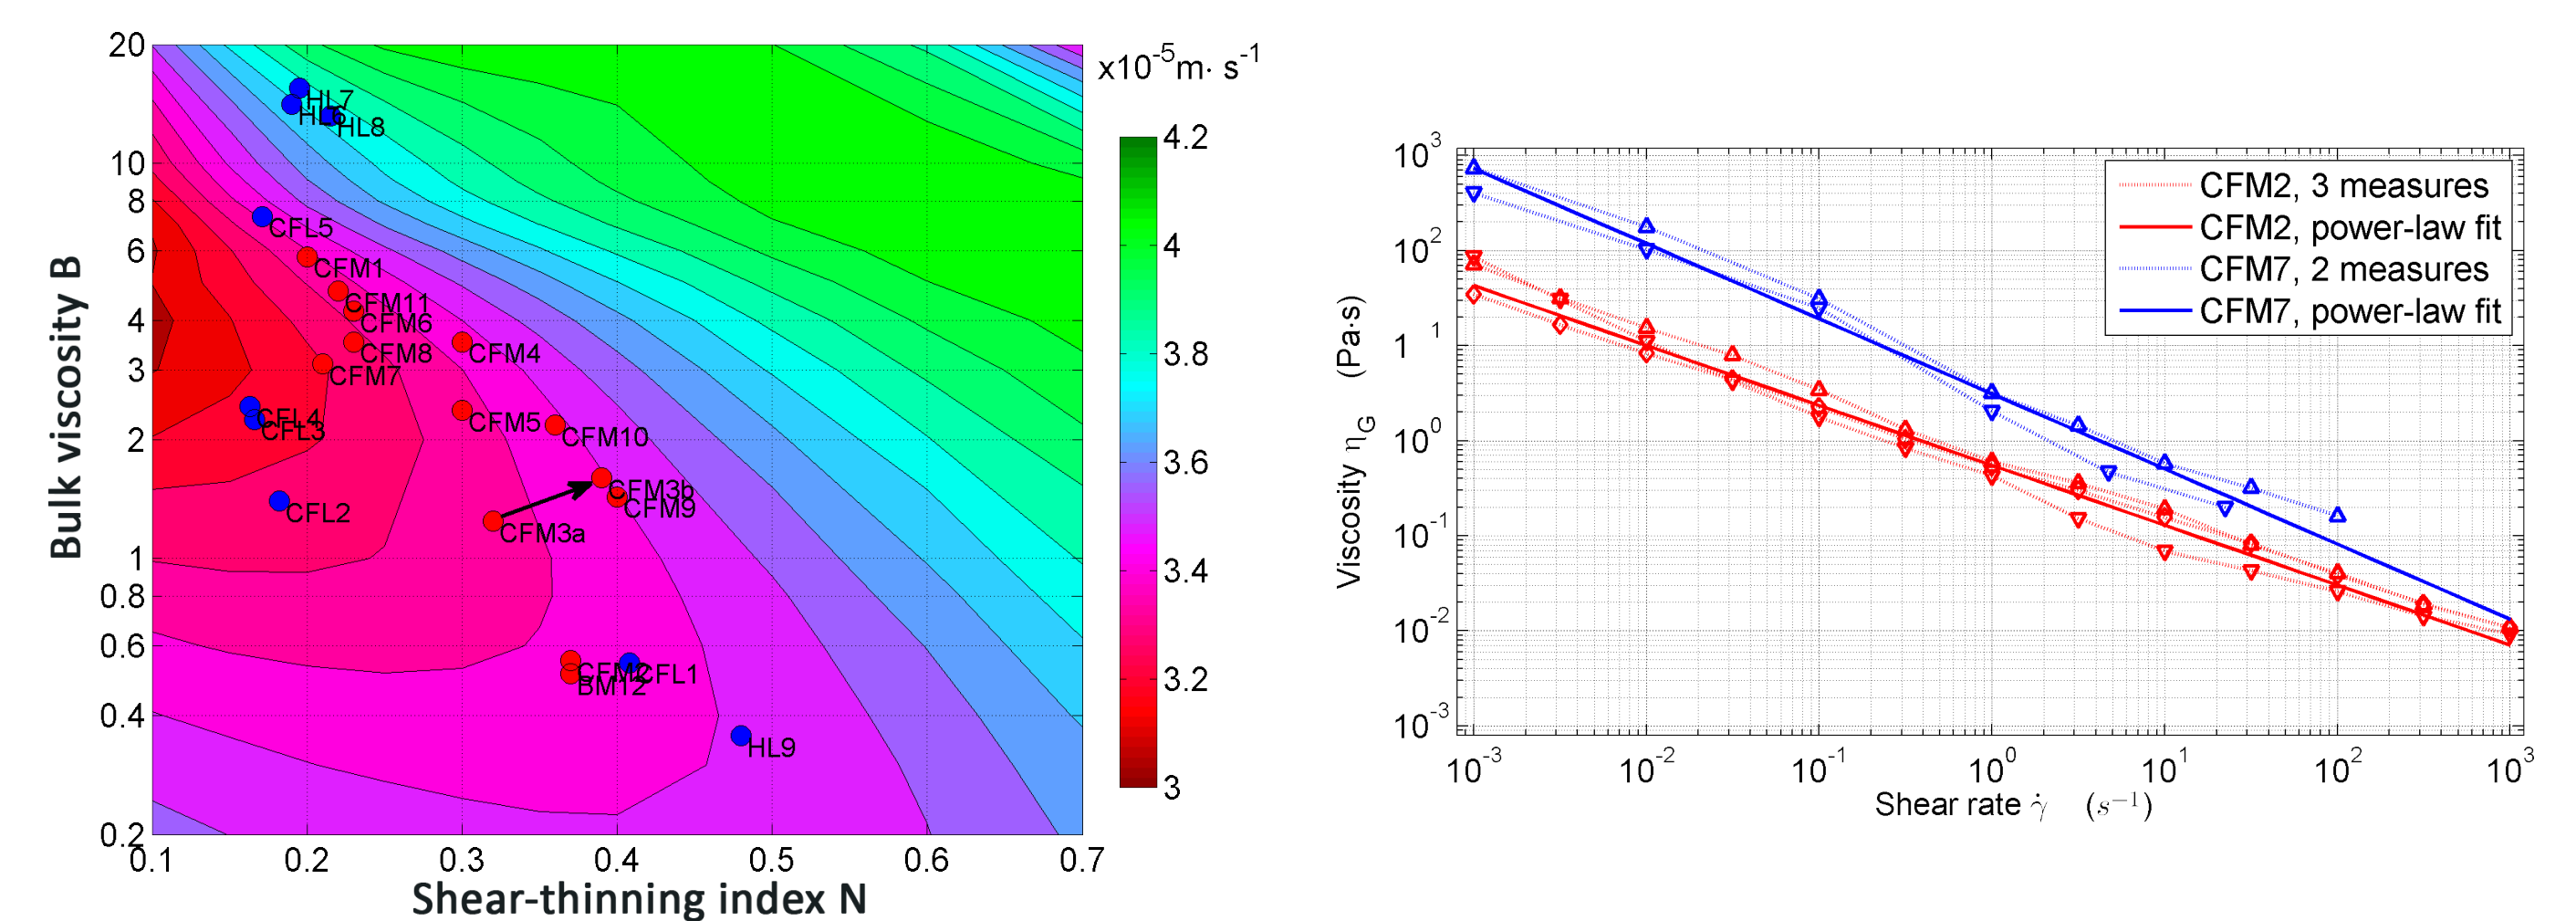 20
10
8
6
4
3
2
1
0.8
0.6
0.4
0.2
Bulk viscosity B
0.1 0.2 0.3 0.4 0.5 0.6 0.7
Shear-thinning index N
HL7
HL6
HL8
CFL5
CFM1
CFM11
CFM6
CFM8
CFM4
CFM7
CFL4
CFL3
CFM5
CFM10
CFM3b
CFM9
CFL2
CFM3a
CFM2
CFL1
BM12
HL9
x10-5m· s-1
4.2
4
3.8
3.6
3.4
3.2
3
10^3
10^2
10^1
10^0
10^-1
10^-2
10^-3
Viscosity ηG (Pa·s)
CFM2, 3 measures
CFM2, power-law fit
CFM7, 2 measures
CFM7, power-law fit
10^-3 10^-2 10^-1 10^0 10^1 10^2 10^3
Shear rate γ̇ (s−1)